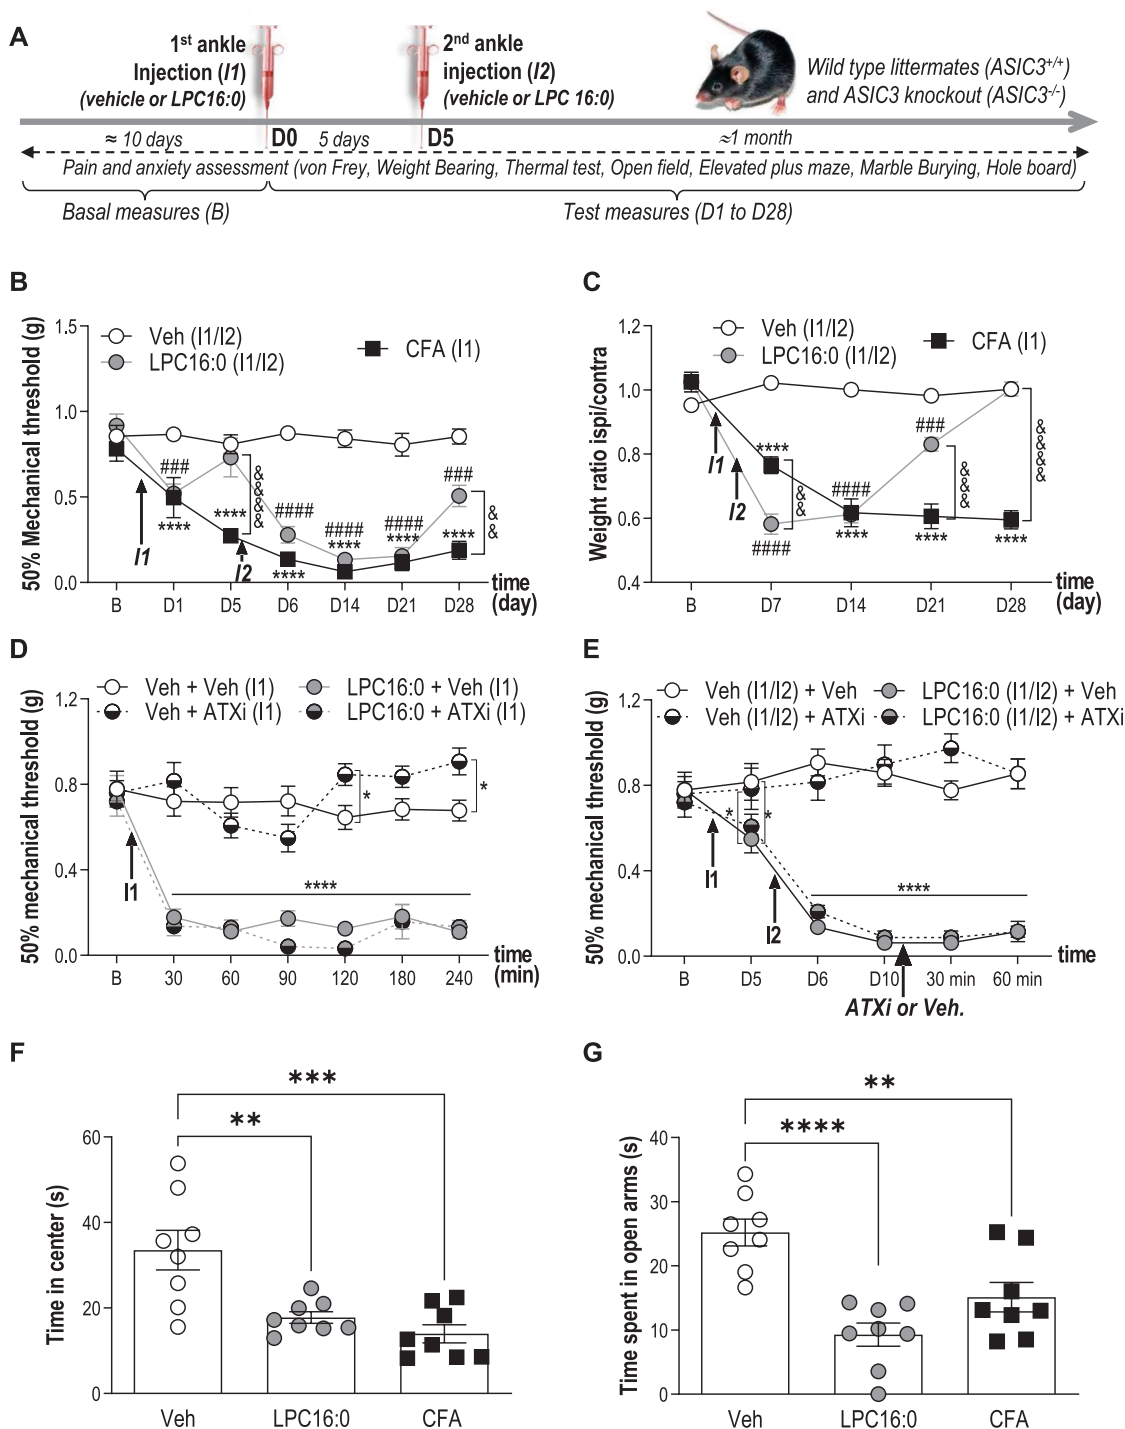 A
1st ankle
Injection (I1)
(vehicle or LPC16:0)
2nd ankle
injection (I2)
(vehicle or LPC 16:0)
Wild type littermates (ASIC3+/+)
and ASIC3 knockout (ASIC3-/-)
≈ 10 days
D0
5 days
D5
≈1 month
Pain and anxiety assessment (von Frey, Weight Bearing, Thermal test, Open field, Elevated plus maze, Marble Burying, Hole board)
Basal measures (B)
Test measures (D1 to D28)
B
50% Mechanical threshold (g)
1.5
1.0
0.5
0.0
Veh (I1/I2)
LPC16:0 (I1/I2)
CFA (I1)
###
****
****
&&&&
####
****
####
****
####
****
###
****
&&
I1
I2
B
D1
D5
D6
D14
D21
D28
time
(day)
C
Weight ratio ispi/contra
1.2
1.0
0.8
0.6
0.4
Veh (I1/I2)
LPC16:0 (I1/I2)
CFA (I1)
I1
I2
****
####
&&
####
****
###
****
&&&
****
&&&&
B
D7
D14
D21
D28
time
(day)
D
50% mechanical threshold (g)
1.2
0.8
0.4
0.0
Veh + Veh (I1)
Veh + ATXi (I1)
LPC16:0 + Veh (I1)
LPC16:0 + ATXi (I1)
*
*
****
I1
B
30
60
90
120
180
240
time
(min)
E
50% mechanical threshold (g)
1.2
0.8
0.4
0.0
Veh (I1/I2) + Veh
Veh (I1/I2) + ATXi
LPC16:0 (I1/I2) + Veh
LPC16:0 (I1/I2) + ATXi
*
*
****
I1
I2
B
D5
D6
D10
30 min
60 min
time
ATXi or Veh.
F
Time in center (s)
60
40
20
0
***
**
Veh
LPC16:0
CFA
G
Time spent in open arms (s)
40
30
20
10
0
**
****
Veh
LPC16:0
CFA